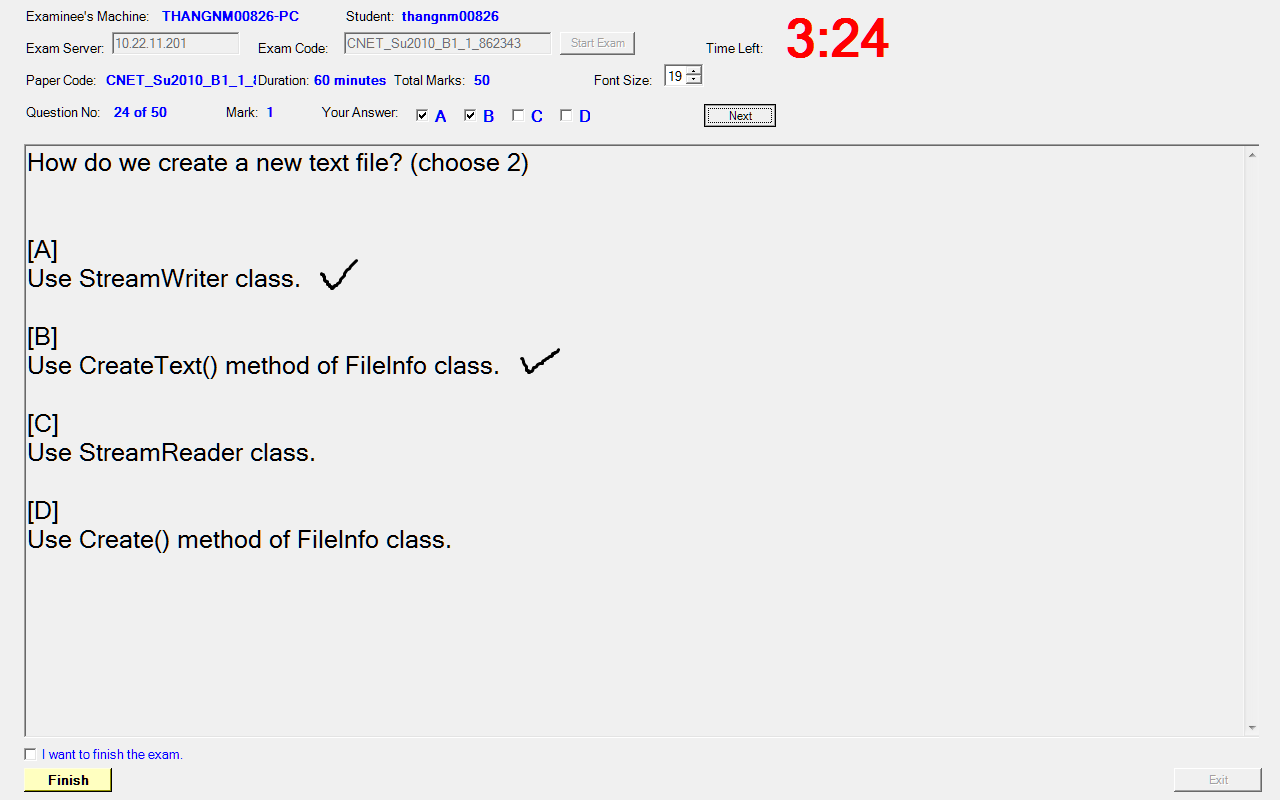 Examinee's Machine: THANGNM00826-PC Student: thangnm00826
Exam Server: 10.22.11.201 Exam Code: CNET_Su2010_B1_1_862343 Start Exam Time Left: 3:24
Paper Code: CNET_Su2010_B1_1_ Duration: 60 minutes Total Marks: 50 Font Size: 19
Question No: 24 of 50 Mark: 1 Your Answer: A B C D Next
How do we create a new text file? (choose 2)
[A]
Use StreamWriter class.
[B]
Use CreateText() method of FileInfo class.
[C]
Use StreamReader class.
[D]
Use Create() method of FileInfo class.
I want to finish the exam.
Finish Exit